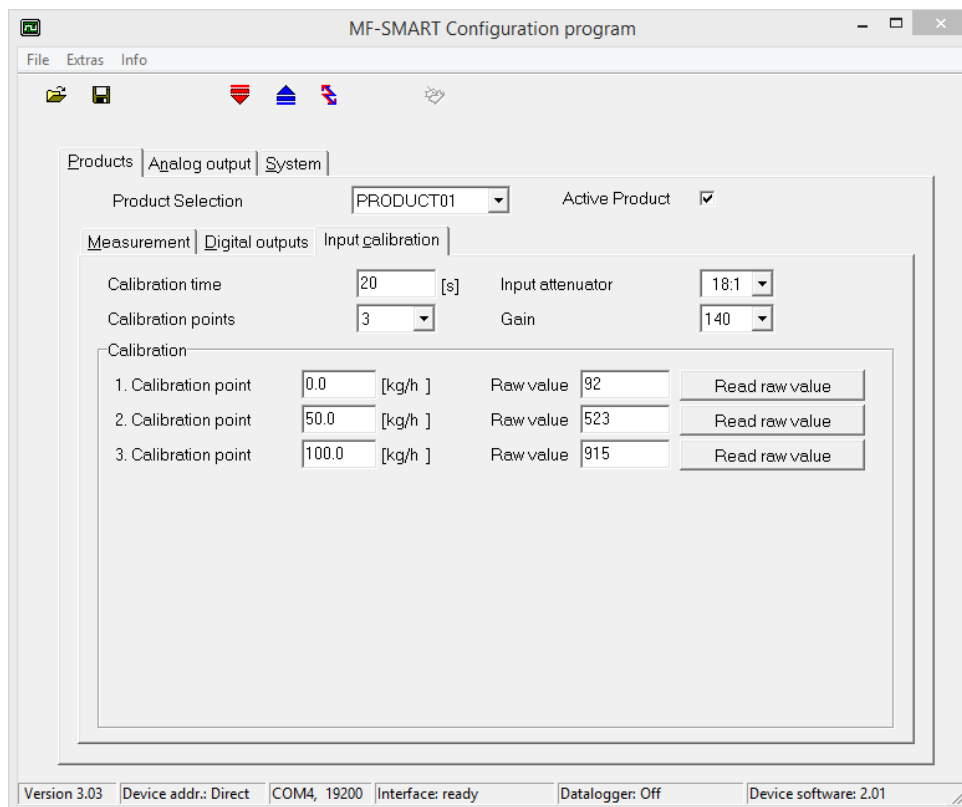 MF-SMART Configuration program
File Extras Info
Products Analog output System
Product Selection PRODUCT01 Active Product
Measurement Digital outputs Input calibration
Calibration time 20 [s] Input attenuator 18:1
Calibration points 3 Gain 140
Calibration
1. Calibration point 0.0 [kg/h ] Raw value 92 Read raw value
2. Calibration point 50.0 [kg/h ] Raw value 523 Read raw value
3. Calibration point 100.0 [kg/h ] Raw value 915 Read raw value
Version 3.03 Device addr.: Direct COM4, 19200 Interface: ready Datalogger: Off Device software: 2.01